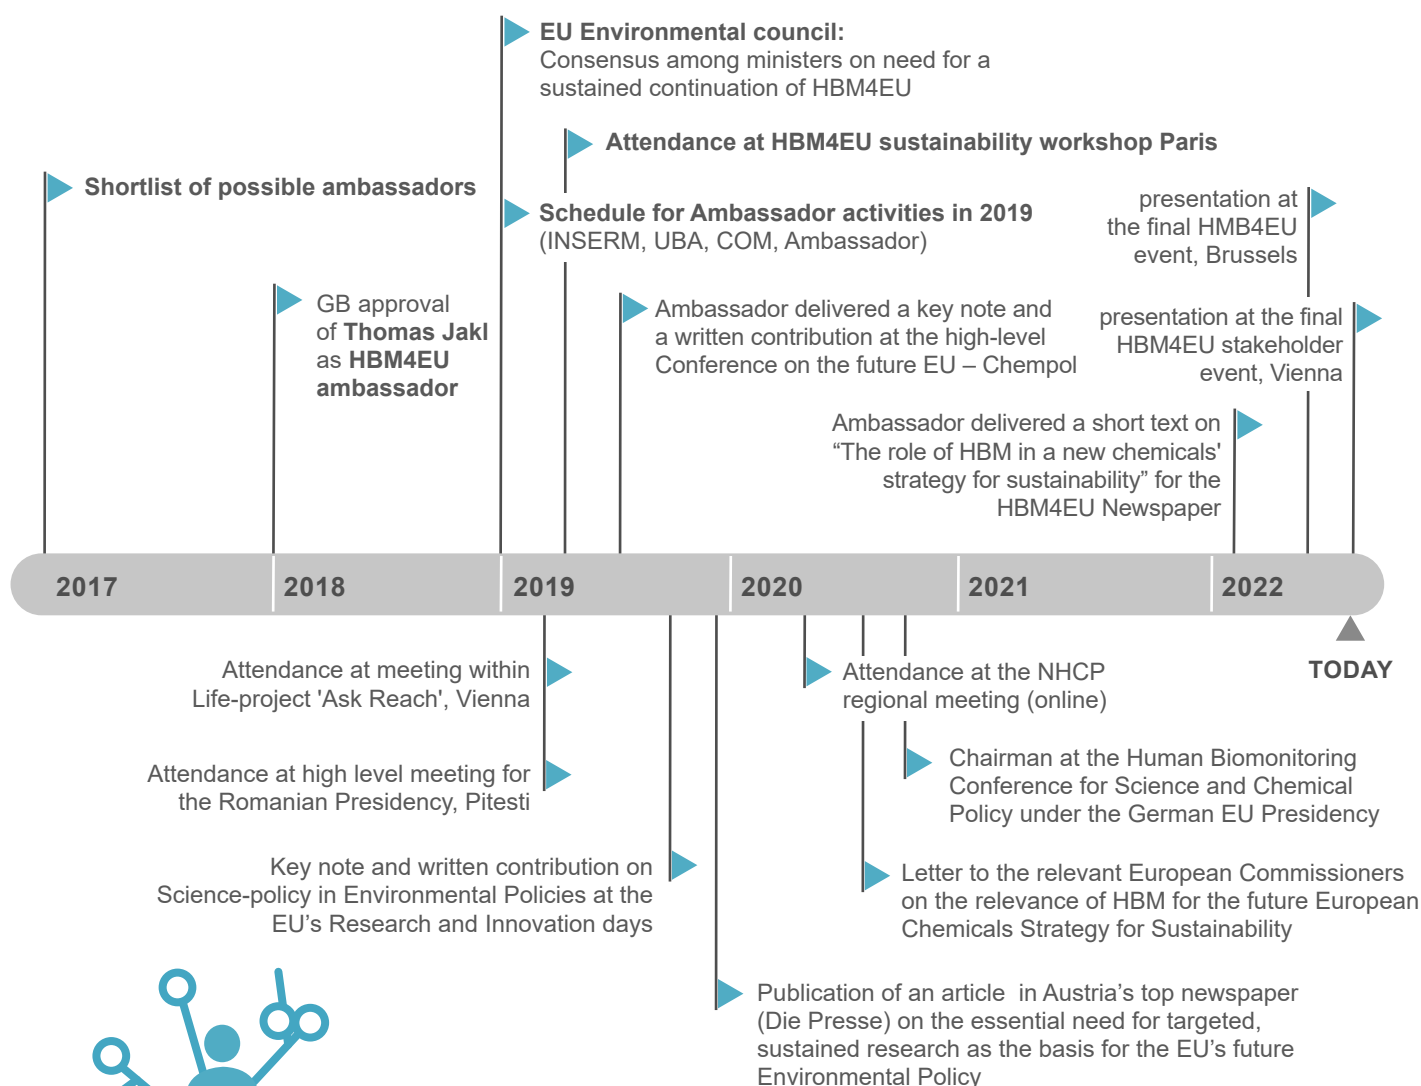 EU Environmental council:
Consensus among ministers on need for a
sustained continuation of HBM4EU
Attendance at HBM4EU sustainability workshop Paris
Shortlist of possible ambassadors
Schedule for Ambassador activities in 2019
(INSERM, UBA, COM, Ambassador)
presentation at
the final HMB4EU
event, Brussels
GB approval
of Thomas Jakl
as HBM4EU
ambassador
Ambassador delivered a key note and
a written contribution at the high-level
Conference on the future EU – Chempol
presentation at the final
HBM4EU stakeholder
event, Vienna
Ambassador delivered a short text on
“The role of HBM in a new chemicals'
strategy for sustainability” for the
HBM4EU Newspaper
2017
2018
2019
2020
2021
2022
TODAY
Attendance at meeting within
Life-project 'Ask Reach', Vienna
Attendance at the NHCP
regional meeting (online)
Attendance at high level meeting for
the Romanian Presidency, Pitesti
Chairman at the Human Biomonitoring
Conference for Science and Chemical
Policy under the German EU Presidency
Key note and written contribution on
Science-policy in Environmental Policies at the
EU’s Research and Innovation days
Letter to the relevant European Commissioners
on the relevance of HBM for the future European
Chemicals Strategy for Sustainability
Publication of an article in Austria’s top newspaper
(Die Presse) on the essential need for targeted,
sustained research as the basis for the EU’s future
Environmental Policy